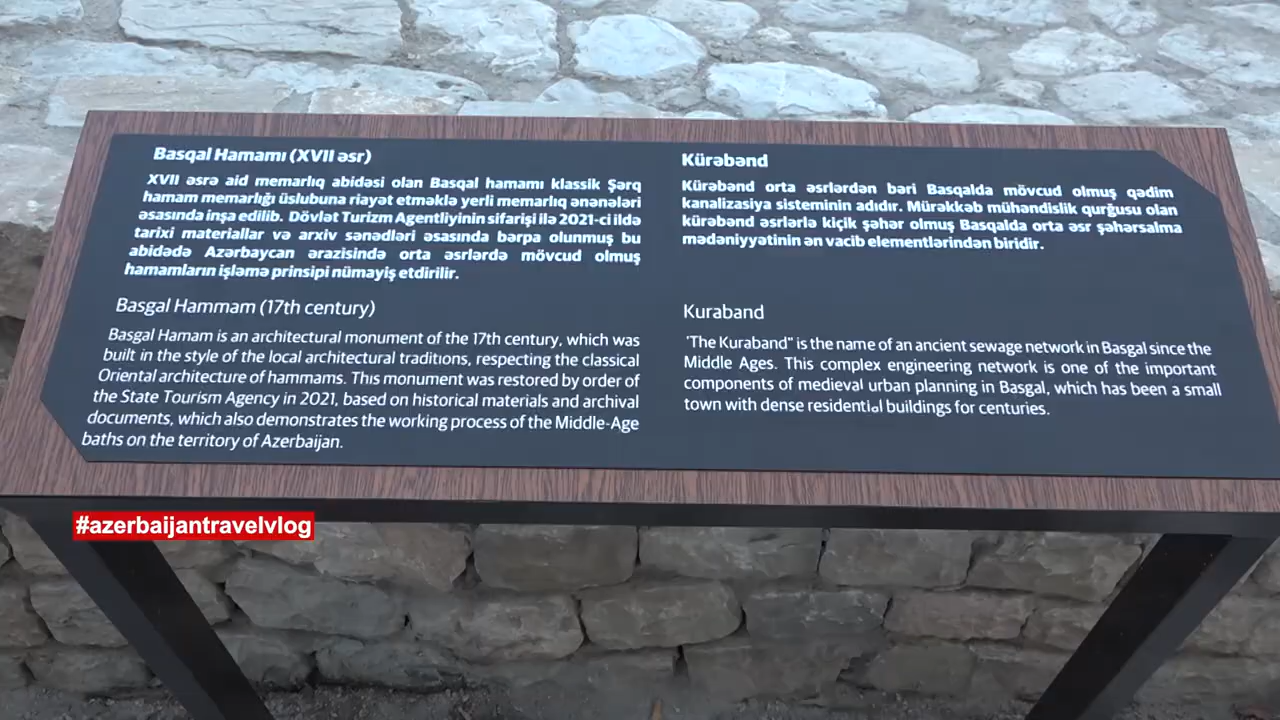 Basqal Hamamı (XVII əsr)
XVII əsrə aid memarlıq abidəsi olan Basqal hamamı klassik Şərq
hamam memarlığı üslubuna riayət etməklə yerli memarlıq ənənələri
əsasında inşa edilib. Dövlət Turizm Agentliyinin sifarişi ilə 2021-ci ildə
tarixi materiallar və arxiv sənədləri əsasında bərpa olunmuş bu
abidədə Azərbaycan ərazisində orta əsrlərdə mövcud olmuş
hamamların işləmə prinsipi nümayiş etdirilir.
Basgal Hammam (17th century)
Basgal Hamam is an architectural monument of the 17th century, which was
built in the style of the local architectural traditions, respecting the classical
Oriental architecture of hammams. This monument was restored by order of
the State Tourism Agency in 2021, based on historical materials and archival
documents, which also demonstrates the working process of the Middle-Age
baths on the territory of Azerbaijan.
Kürəbənd
Kürəbənd orta əsrlərdən bəri Basqalda mövcud olmuş qədim
kanalizasiya sisteminin adıdır. Mürəkkəb mühəndislik qurğusu olan
kürəbənd əsrlərlə kiçik şəhər olmuş Basqalda orta əsr şəhərsalma
mədəniyyətinin ən vacib elementlərindən biridir.
Kuraband
'The Kuraband" is the name of an ancient sewage network in Basgal since the
Middle Ages. This complex engineering network is one of the important
components of medieval urban planning in Basgal, which has been a small
town with dense residential buildings for centuries.
#azerbaijantravelvlog